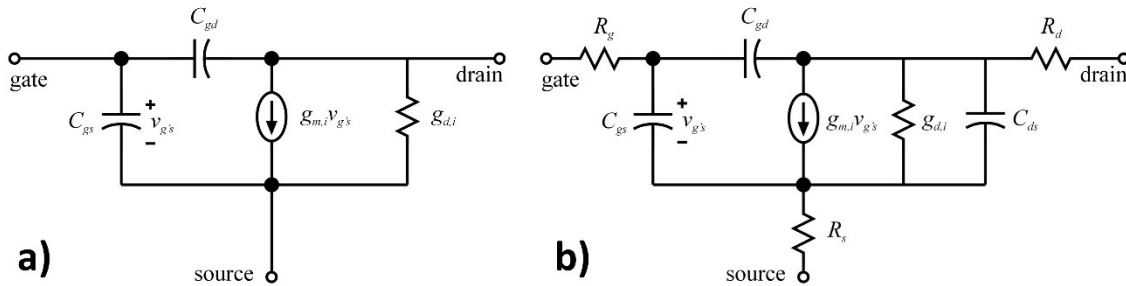 C_gd
gate
drain
C_gs
+
v_g's
−
g_m,i v_g's
g_d,i
source
a)
R_g
C_gd
R_d
gate
drain
C_gs
+
v_g's
−
g_m,i v_g's
g_d,i
C_ds
R_s
source
b)